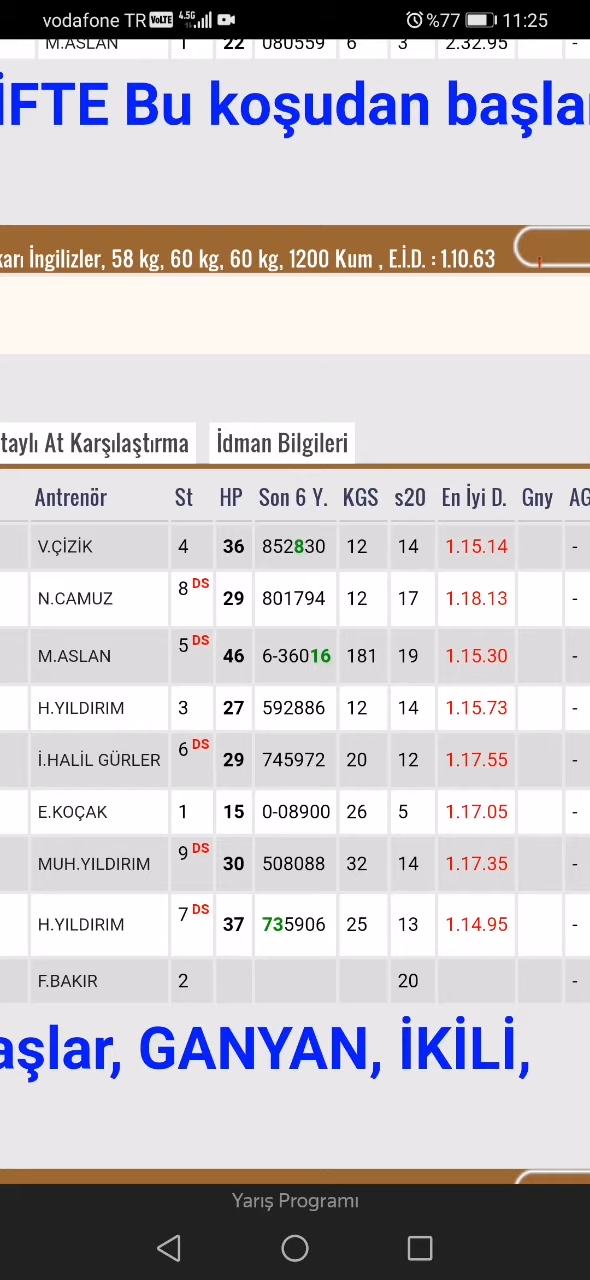 vodafone TR VoLTE 4.5G %77 11:25
M.ASLAN 1 22 080559 6 3 2.32.95 -
İFTE Bu koşudan başla
karı İngilizler, 58 kg, 60 kg, 60 kg, 1200 Kum , E.İ.D. : 1.10.63
taylı At Karşılaştırma İdman Bilgileri
Antrenör St HP Son 6 Y. KGS s20 En İyi D. Gny AG
V.ÇİZİK 4 36 852830 12 14 1.15.14 -
N.CAMUZ 8 DS 29 801794 12 17 1.18.13 -
M.ASLAN 5 DS 46 6-36016 181 19 1.15.30 -
H.YILDIRIM 3 27 592886 12 14 1.15.73 -
İ.HALİL GÜRLER 6 DS 29 745972 20 12 1.17.55 -
E.KOÇAK 1 15 0-08900 26 5 1.17.05 -
MUH.YILDIRIM 9 DS 30 508088 32 14 1.17.35 -
H.YILDIRIM 7 DS 37 735906 25 13 1.14.95 -
F.BAKIR 2 20 -
aşlar, GANYAN, İKİLİ,
Yarış Programı